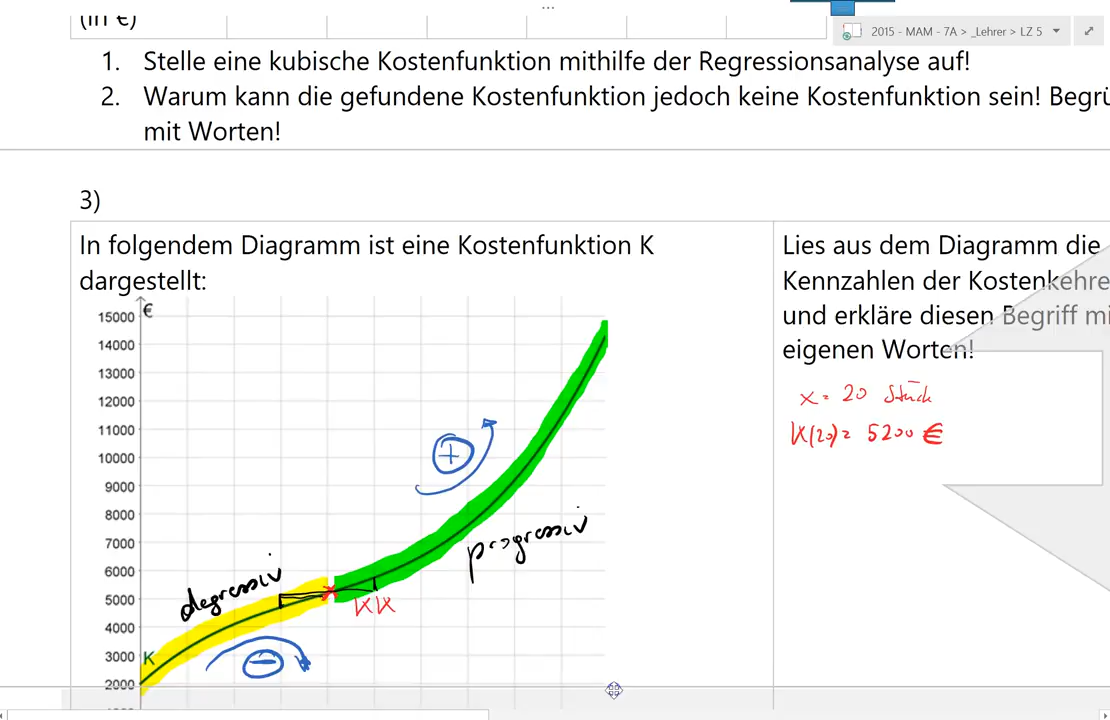 (in €)
2015 - MAM - 7A > _Lehrer > LZ 5
1. Stelle eine kubische Kostenfunktion mithilfe der Regressionsanalyse auf!
2. Warum kann die gefundene Kostenfunktion jedoch keine Kostenfunktion sein! Begrü
mit Worten!
3)
In folgendem Diagramm ist eine Kostenfunktion K
dargestellt:
€
15000
14000
13000
12000
11000
10000
9000
8000
7000
6000
5000
4000
3000
2000
K
degressiv
progressiv
+
−
KK
Lies aus dem Diagramm die
Kennzahlen der Kostenkehre
und erkläre diesen Begriff mi
eigenen Worten!
x = 20 Stück
K(20) = 5200 €